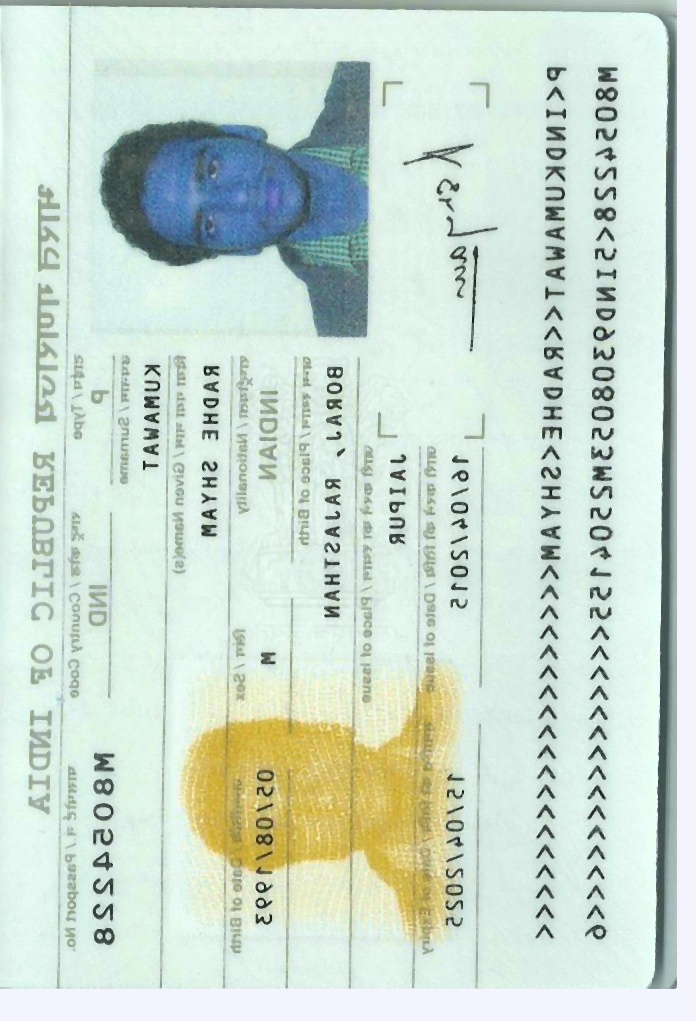 भारत गणराज्य REPUBLIC OF INDIA
टाइप / Type राष्ट्र कोड / Country Code पासपोर्ट नं. / Passport No.
P IND M8054228
उपनाम / Surname
KUMAWAT
दिया गया नाम / Given Name(s)
RADHE SHYAM
राष्ट्रीयता / Nationality लिंग / Sex जन्मतिथि / Date of Birth
INDIAN M 05/08/1993
जन्म स्थान / Place of Birth
BORAJ, RAJASTHAN
जारी करने का स्थान / Place of Issue
JAIPUR
जारी करने की तिथि / Date of Issue समाप्ति की तिथि / Date of Expiry
16/04/2015 15/04/2025
P<INDKUMAWAT<<RADHE<SHYAM<<<<<<<<<<<<<<<<<<<
M8054228<5IND9308053M2504155<<<<<<<<<<<<<<<6